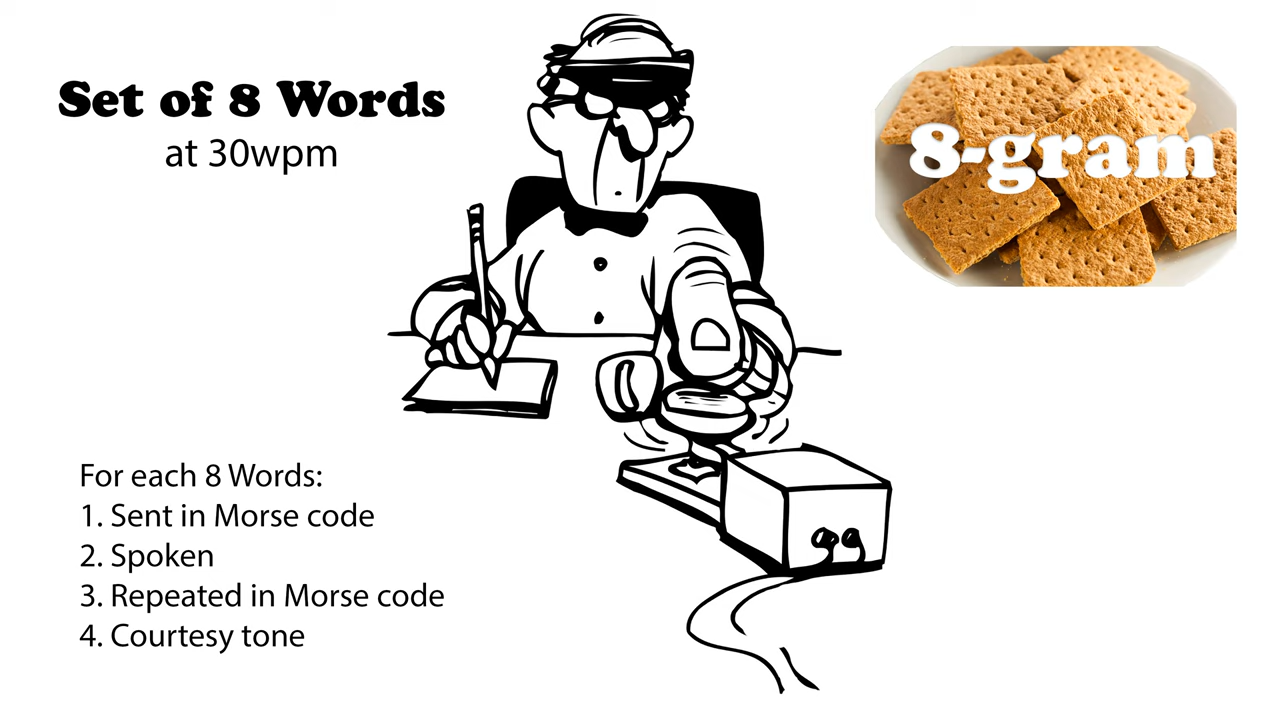 Set of 8 Words
at 30wpm
8-gram
For each 8 Words:
1. Sent in Morse code
2. Spoken
3. Repeated in Morse code
4. Courtesy tone